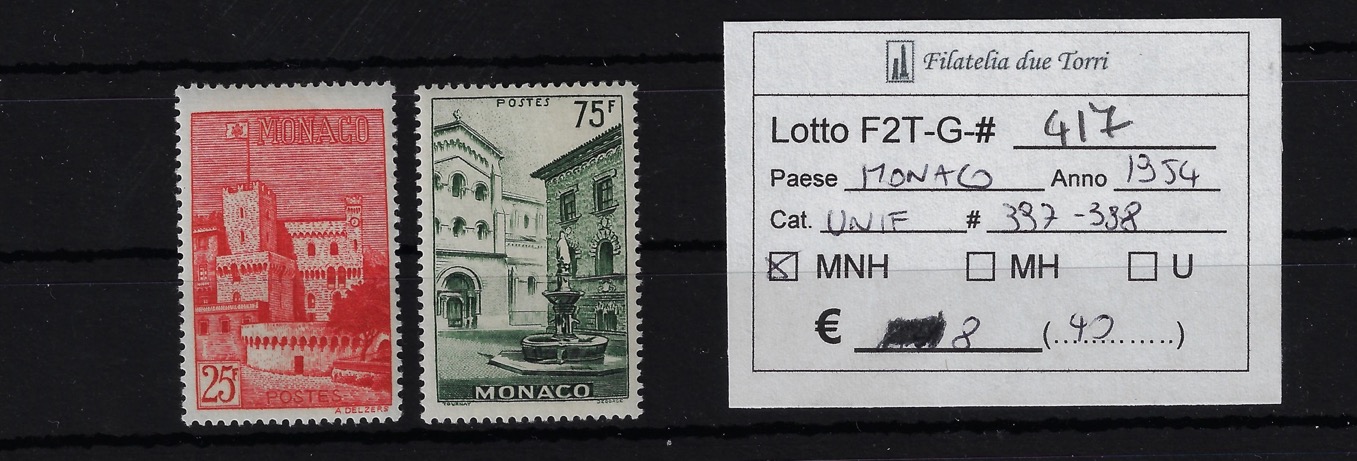 MONACO
25F
POSTES
A. DELZERS
POSTES
75F
MONACO
Filatelia due Torri
Lotto F2T-G-# 417
Paese MONACO Anno 1954
Cat. UNIF # 397-398
MNH MH U
€ 8 (40)